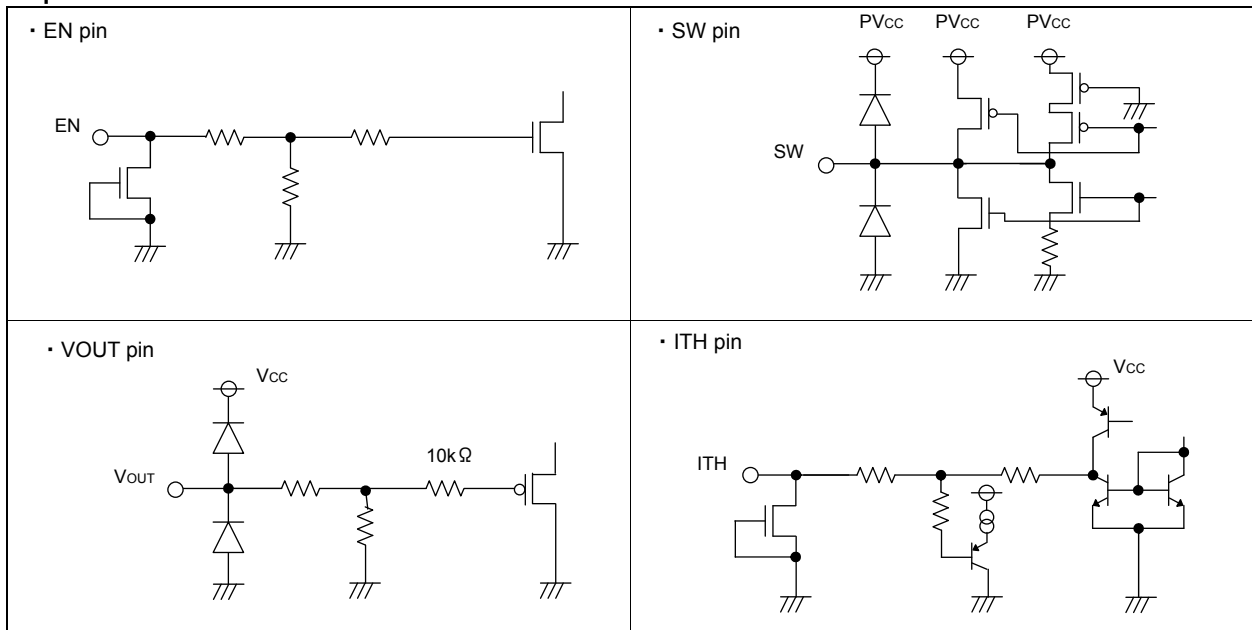 ・EN pin
EN
・SW pin
PVCC PVCC PVCC
SW
・VOUT pin
VCC
VOUT
10kΩ
・ITH pin
VCC
ITH